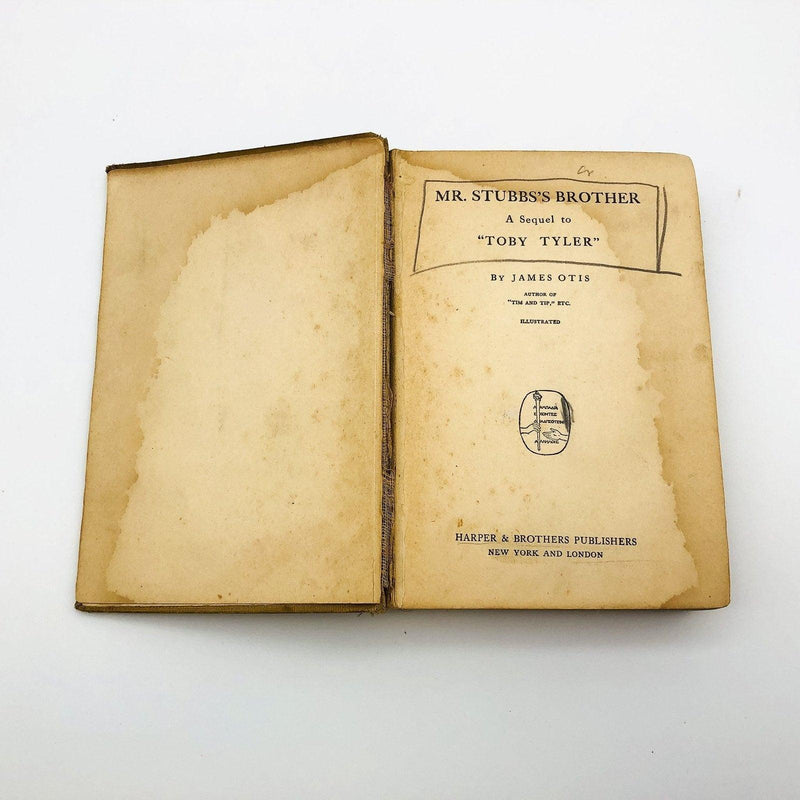 MR. STUBBS'S BROTHER
A Sequel to
"TOBY TYLER"
BY JAMES OTIS
AUTHOR OF
"TIM AND TIP," ETC.
ILLUSTRATED
HARPER & BROTHERS PUBLISHERS
NEW YORK AND LONDON